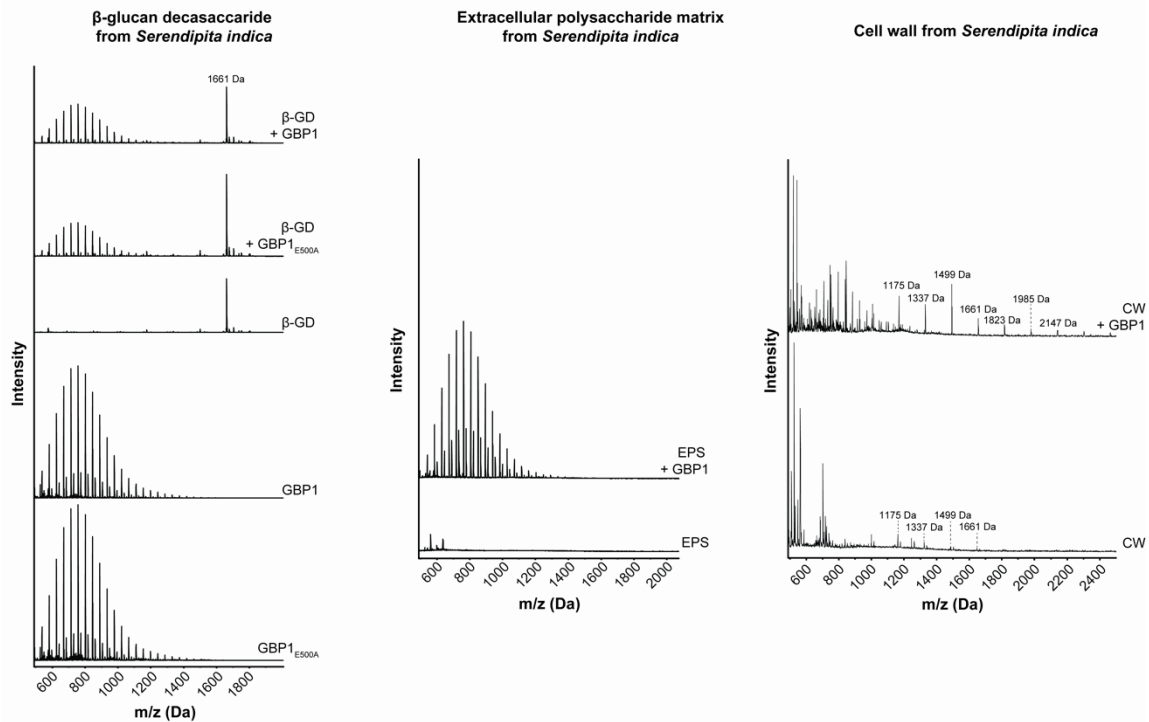 β-glucan decasaccaride
from Serendipita indica
1661 Da
β-GD
+ GBP1
β-GD
+ GBP1E500A
β-GD
GBP1
GBP1E500A
Intensity
600
800
1000
1200
1400
1600
1800
m/z (Da)
Extracellular polysaccharide matrix
from Serendipita indica
EPS
+ GBP1
EPS
Intensity
600
800
1000
1200
1400
1600
1800
2000
m/z (Da)
Cell wall from Serendipita indica
1175 Da
1337 Da
1499 Da
1661 Da
1823 Da
1985 Da
2147 Da
CW
+ GBP1
1175 Da
1337 Da
1499 Da
1661 Da
CW
Intensity
600
800
1000
1200
1400
1600
1800
2000
2200
2400
m/z (Da)